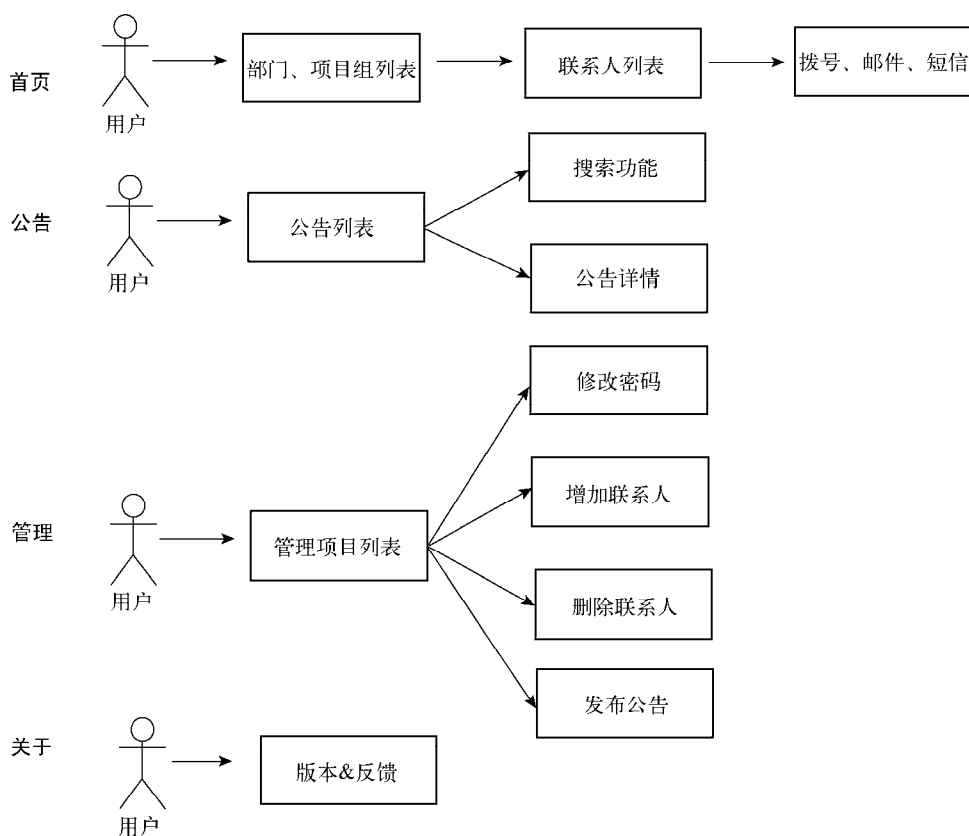 首页
用户
部门、项目组列表
联系人列表
拨号、邮件、短信
公告
用户
公告列表
搜索功能
公告详情
管理
用户
管理项目列表
修改密码
增加联系人
删除联系人
发布公告
关于
用户
版本&反馈